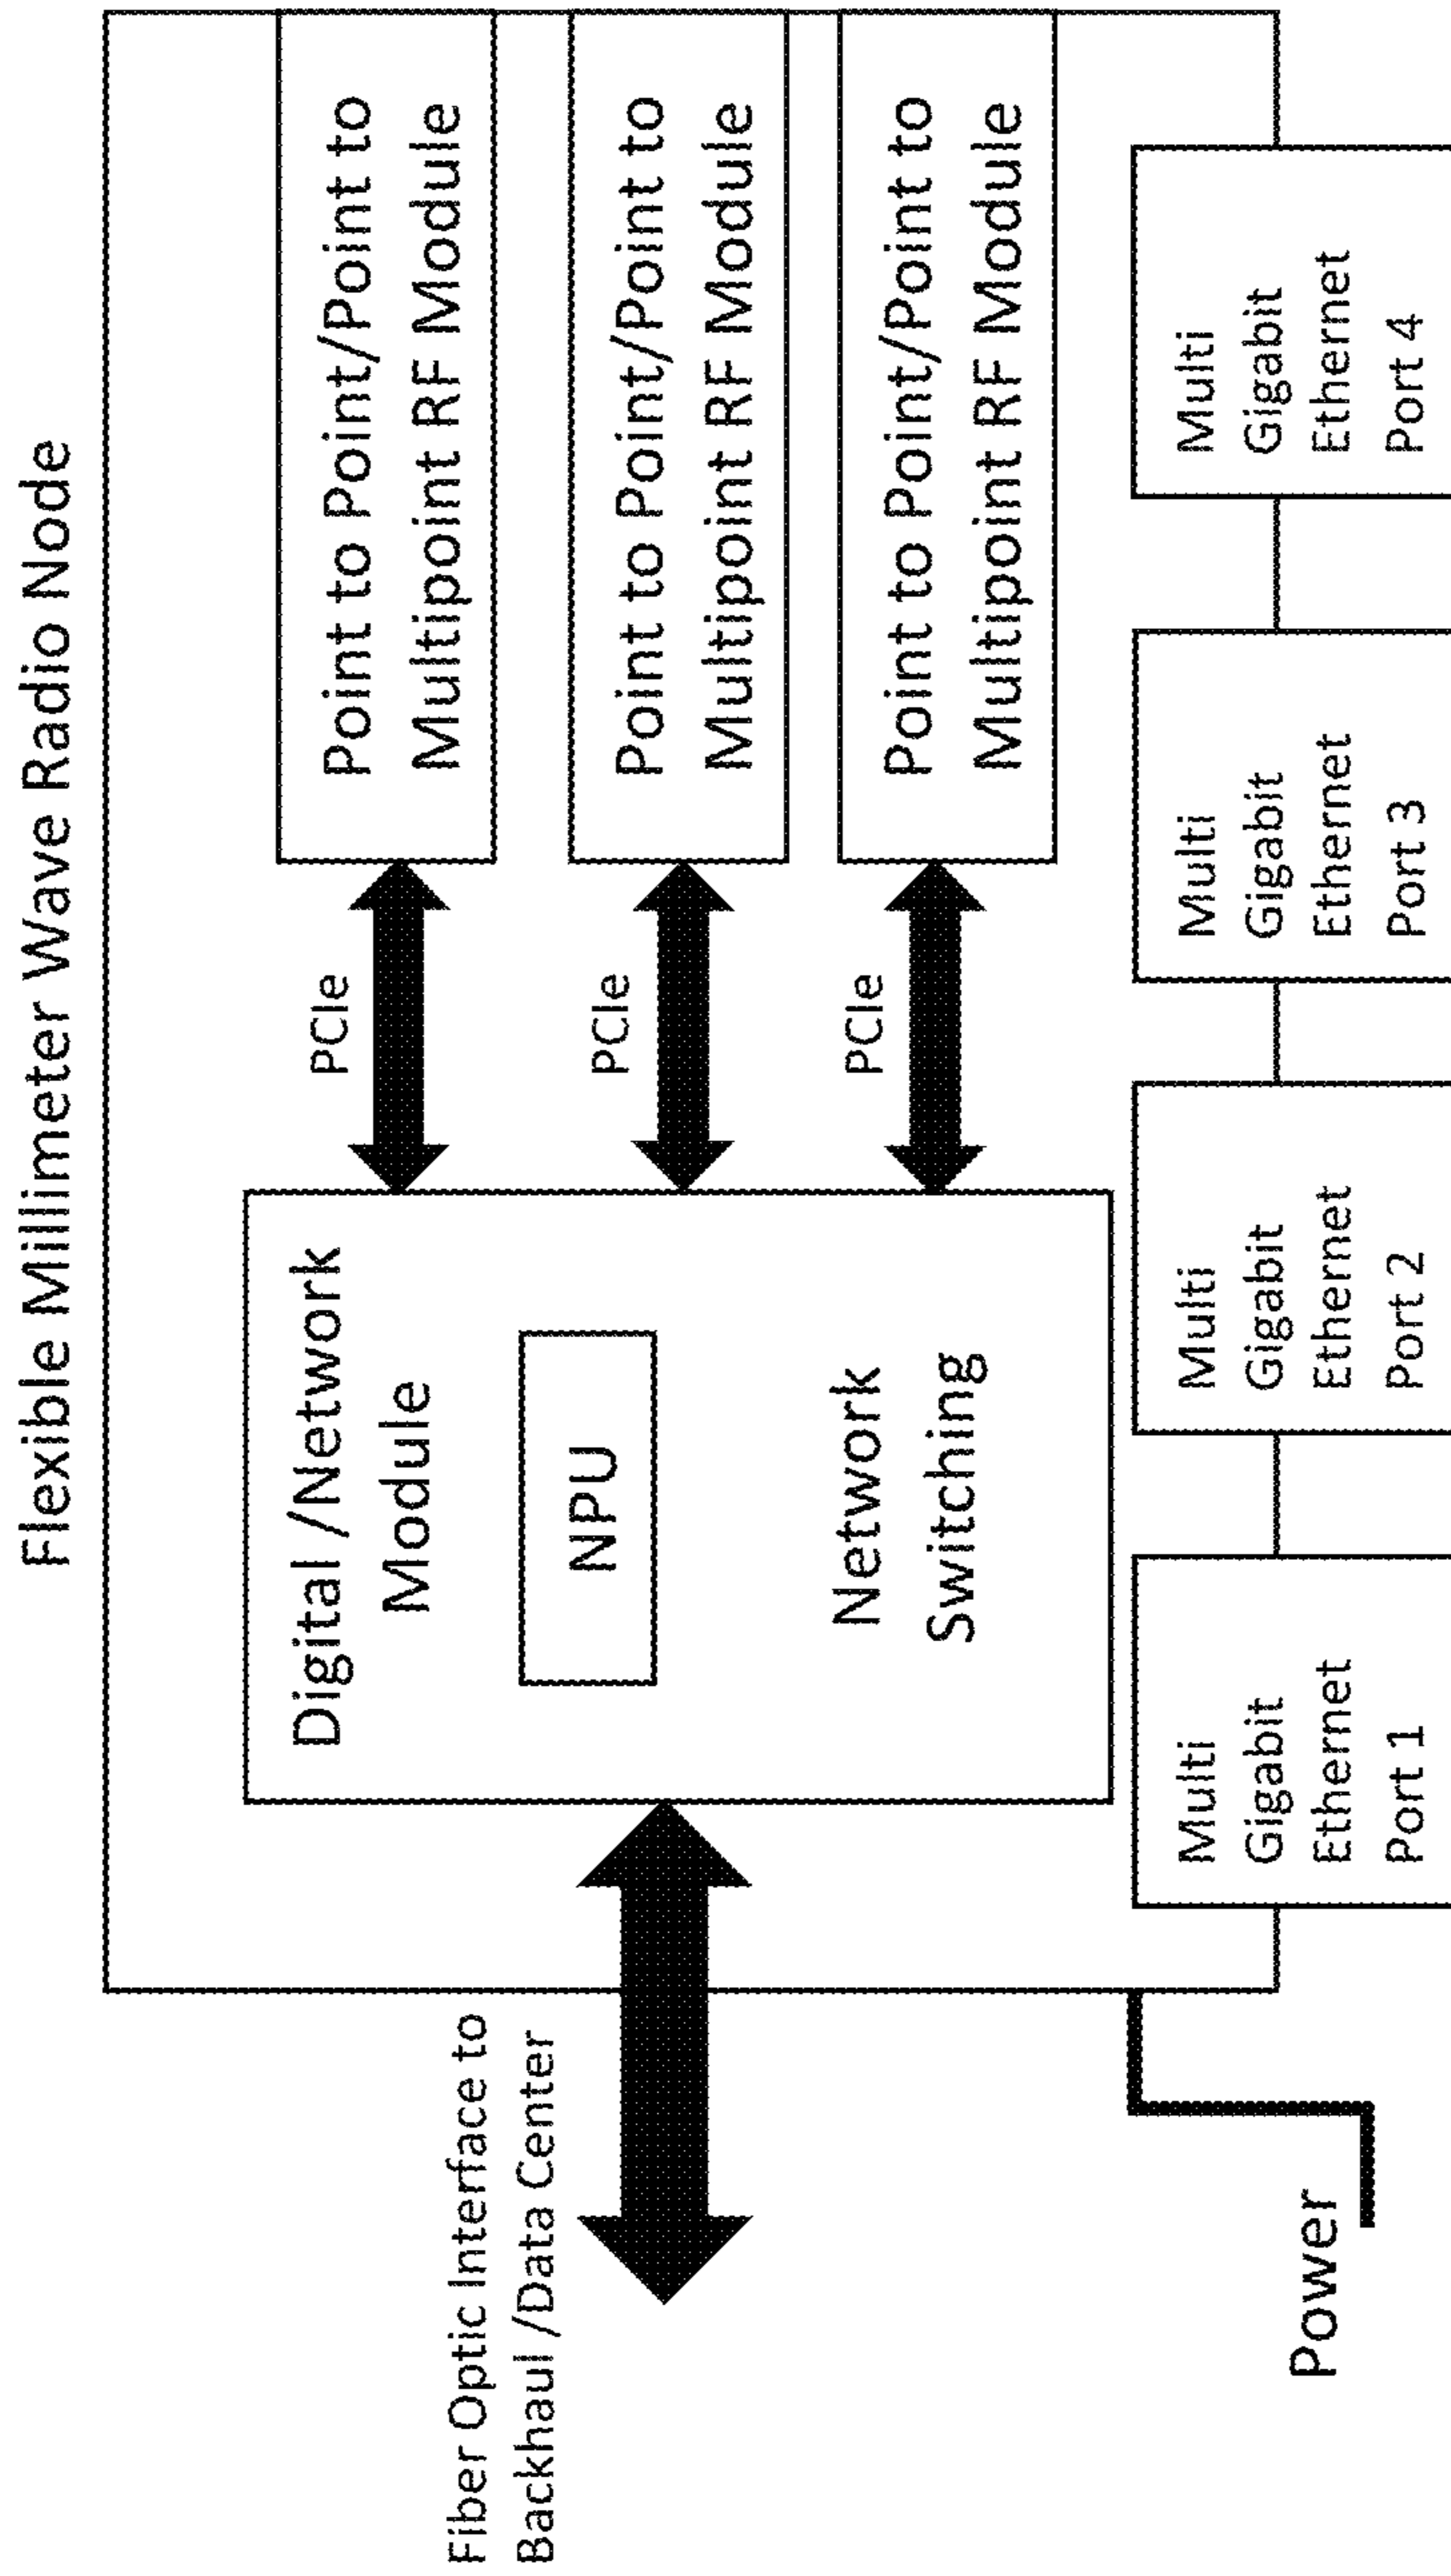 Flexible Millimeter Wave Radio Node
Fiber Optic Interface to
Backhaul /Data Center
Digital /Network
Module
NPU
Network
Switching
PCIe
Point to Point/Point to
Multipoint RF Module
PCIe
Point to Point/Point to
Multipoint RF Module
PCIe
Point to Point/Point to
Multipoint RF Module
Power
Multi
Gigabit
Ethernet
Port 1
Multi
Gigabit
Ethernet
Port 2
Multi
Gigabit
Ethernet
Port 3
Multi
Gigabit
Ethernet
Port 4